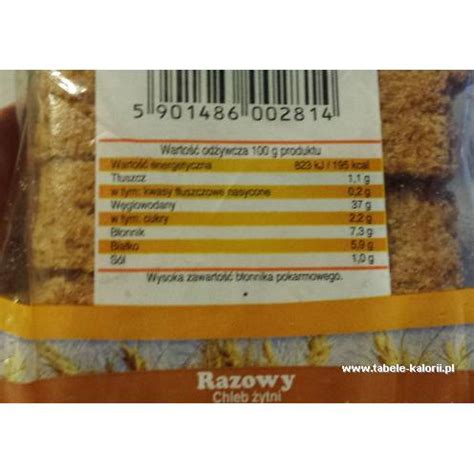 5 901486 002814
Wartość odżywcza 100 g produktu
Wartość energetyczna 823 kJ / 195 kcal
Tłuszcz 1,1 g
w tym: kwasy tłuszczowe nasycone 0,2 g
Węglowodany 37 g
w tym: cukry 2,2 g
Błonnik 7,3 g
Białko 5,9 g
Sól 1,0 g
Wysoka zawartość błonnika pokarmowego.
www.tabele-kalorii.pl
Razowy
Chleb żytni